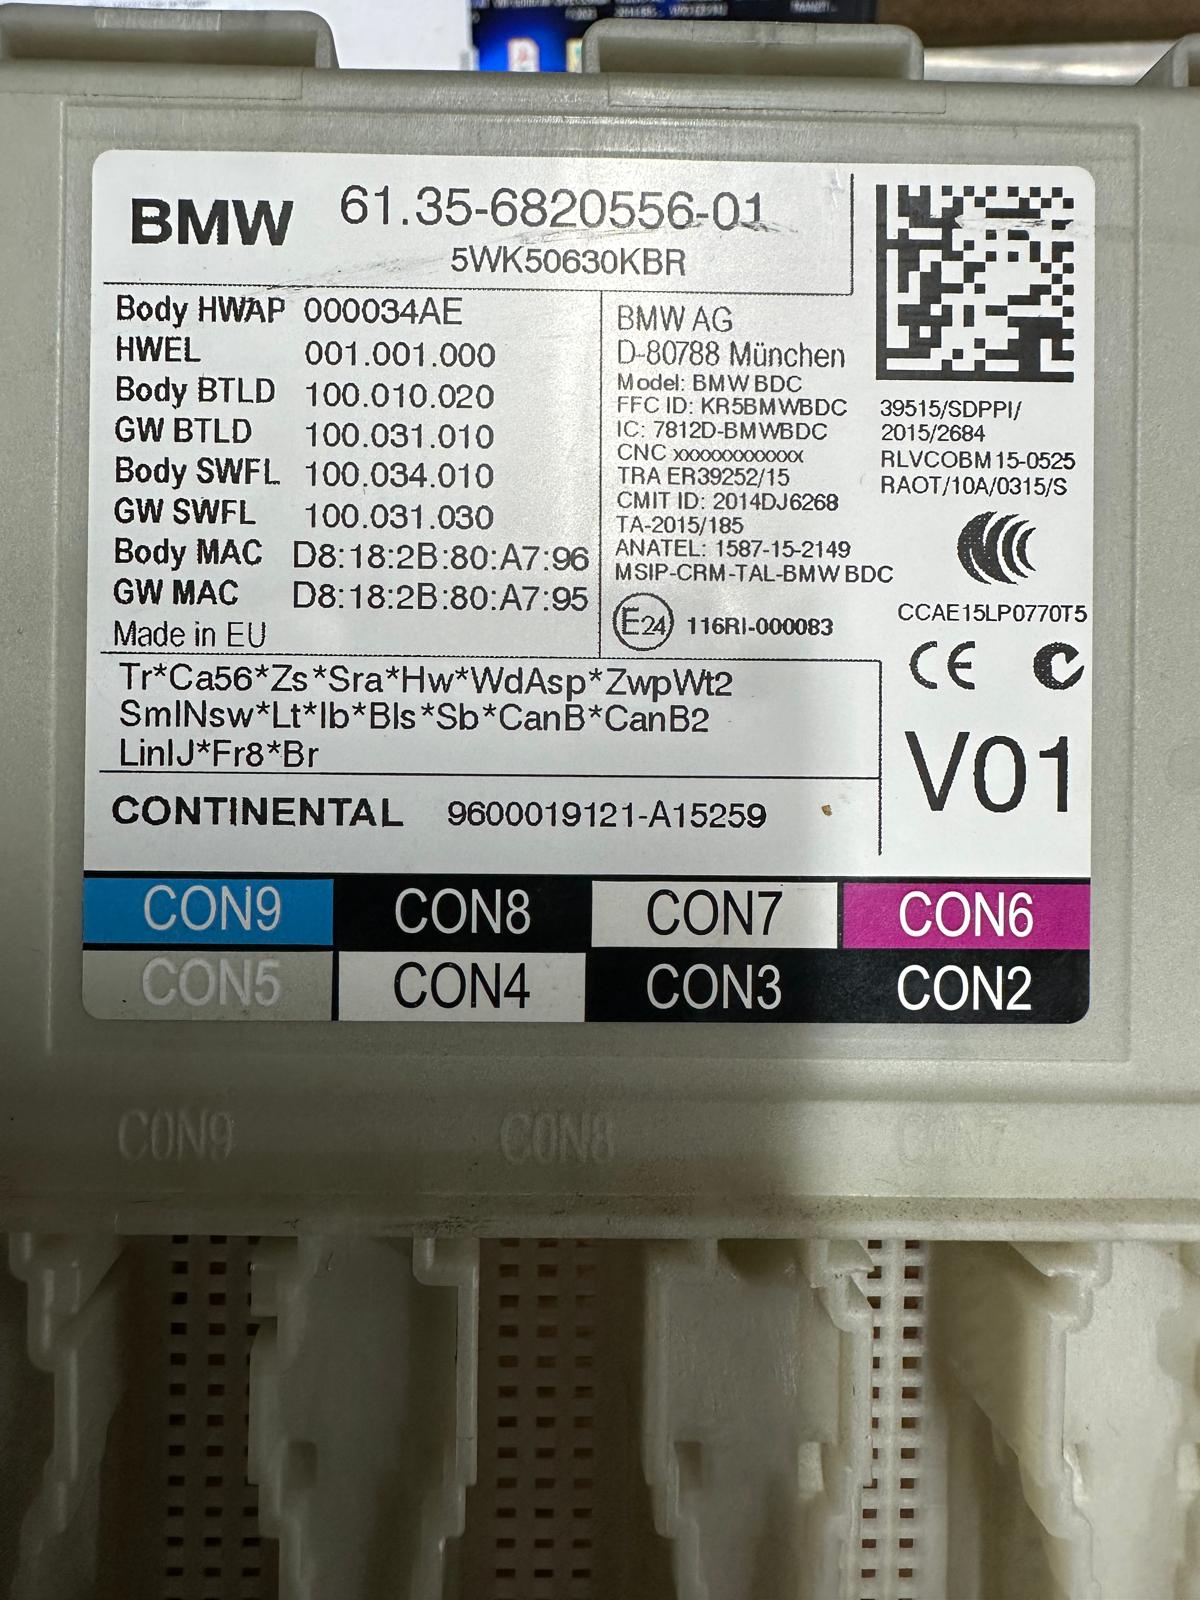 BMW 61.35-6820556-01
5WK50630KBR
Body HWAP 000034AE
HWEL 001.001.000
Body BTLD 100.010.020
GW BTLD 100.031.010
Body SWFL 100.034.010
GW SWFL 100.031.030
Body MAC D8:18:2B:80:A7:96
GW MAC D8:18:2B:80:A7:95
Made in EU
BMW AG
D-80788 München
Model: BMW BDC
FFC ID: KR5BMWBDC
IC: 7812D-BMWBDC
CNC xxxxxxxxxxxx
TRA ER39252/15
CMIT ID: 2014DJ6268
TA-2015/185
ANATEL: 1587-15-2149
MSIP-CRM-TAL-BMW BDC
E24 116RI-000083
39515/SDPPI/
2015/2684
RLVCOBM15-0525
RAOT/10A/0315/S
CCAE15LP0770T5
CE
V01
Tr*Ca56*Zs*Sra*Hw*WdAsp*ZwpWt2
SmlNsw*Lt*Ib*Bls*Sb*CanB*CanB2
LinIJ*Fr8*Br
CONTINENTAL 9600019121-A15259
CON9 CON8 CON7 CON6
CON5 CON4 CON3 CON2
CON9 CON8 CON7